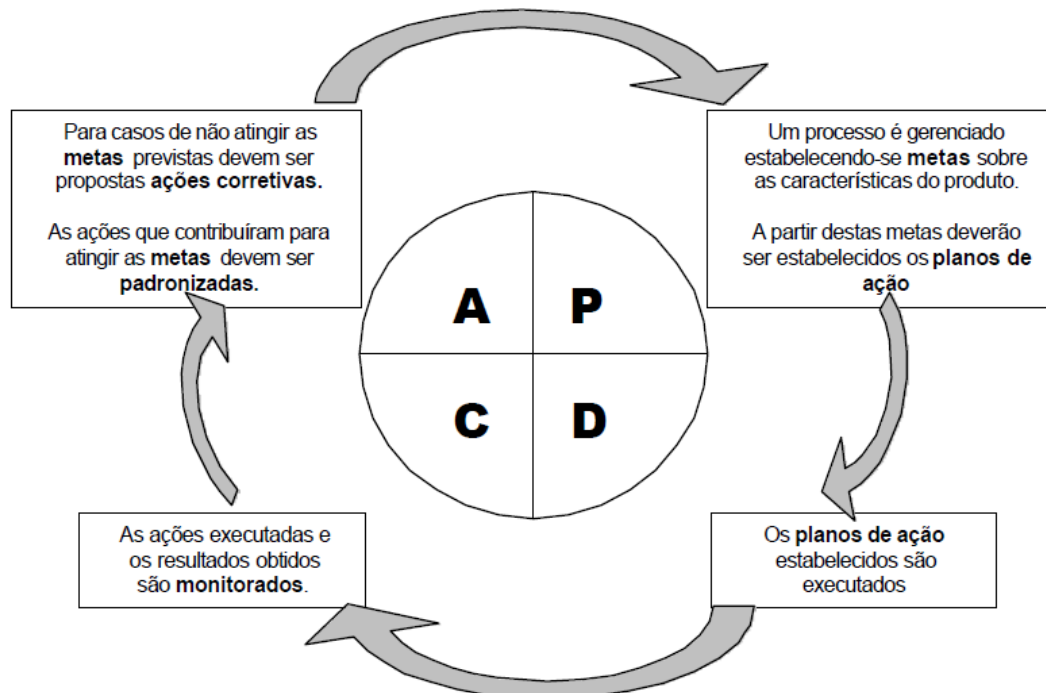 Para casos de não atingir as
metas previstas devem ser
propostas ações corretivas.
As ações que contribuíram para
atingir as metas devem ser
padronizadas.
Um processo é gerenciado
estabelecendo-se metas sobre
as características do produto.
A partir destas metas deverão
ser estabelecidos os planos de
ação
A P
C D
As ações executadas e
os resultados obtidos
são monitorados.
Os planos de ação
estabelecidos são
executados